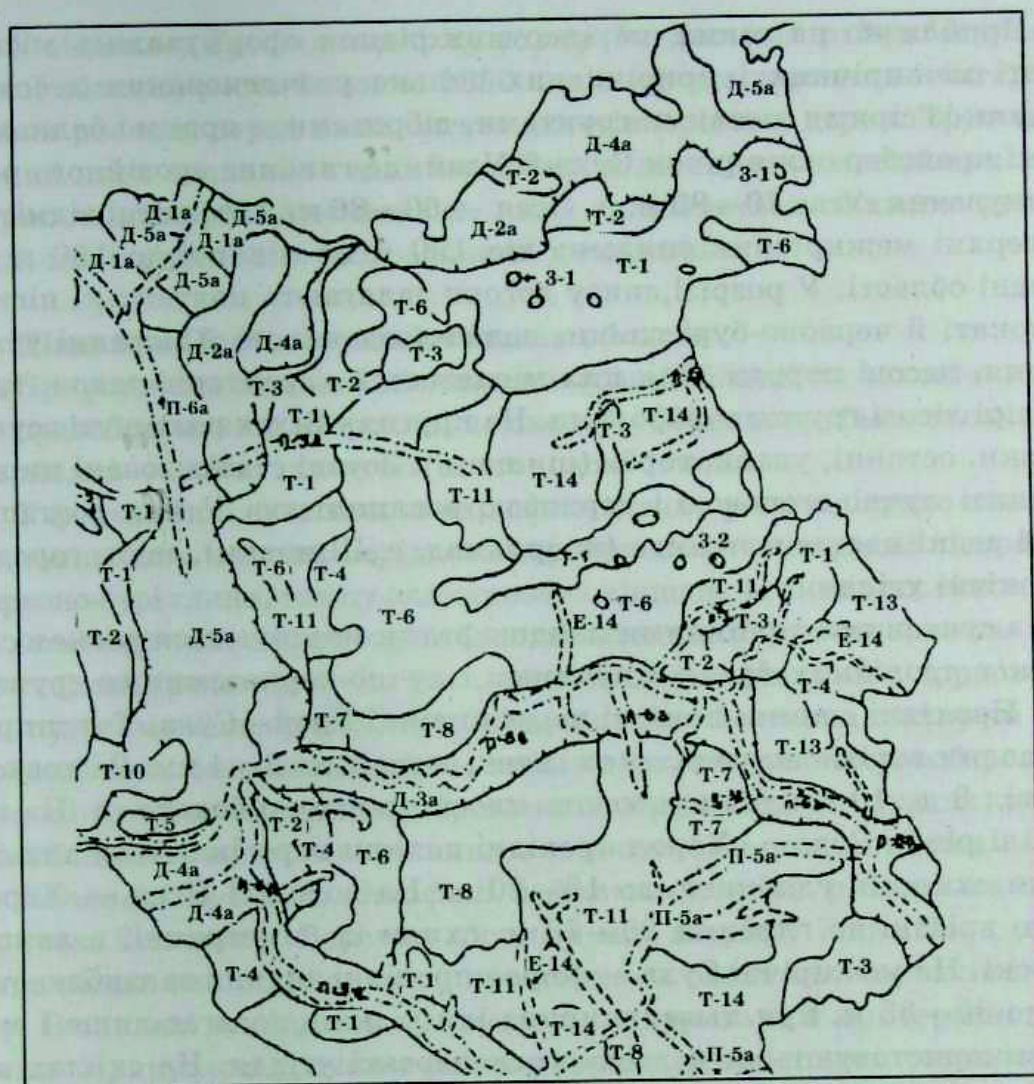 Д-5а
Д-4а
З-1
Т-2
Д-1а
Д-5а
Д-5а
Д-1а
Т-2
Д-2а
Т-6
Д-1а
Д-5а
Т-1
З-1
Т-6
Д-2а
Д-4а
Т-3
Т-3
Т-2
П-6а
Т-1
Т-14
Т-3
Т-1
Т-11
Т-14
Т-1
Т-1
З-2
Т-1
Т-1
Т-6
Т-4
Т-11
Т-6
Т-13
Т-2
П-5а
Т-11
Т-6
Е-14
Т-3
Е-14
Т-2
Т-4
Т-7
Т-8
Т-13
Т-10
Т-7
Д-3а
Т-5
Т-2
Т-7
Т-4
Т-6
Д-4а
П-5а
Т-8
Д-4а
Т-11
П-5а
Е-14
Т-3
Т-4
Т-1
Т-11
Т-14
Т-1
Т-14
Т-8
П-5а